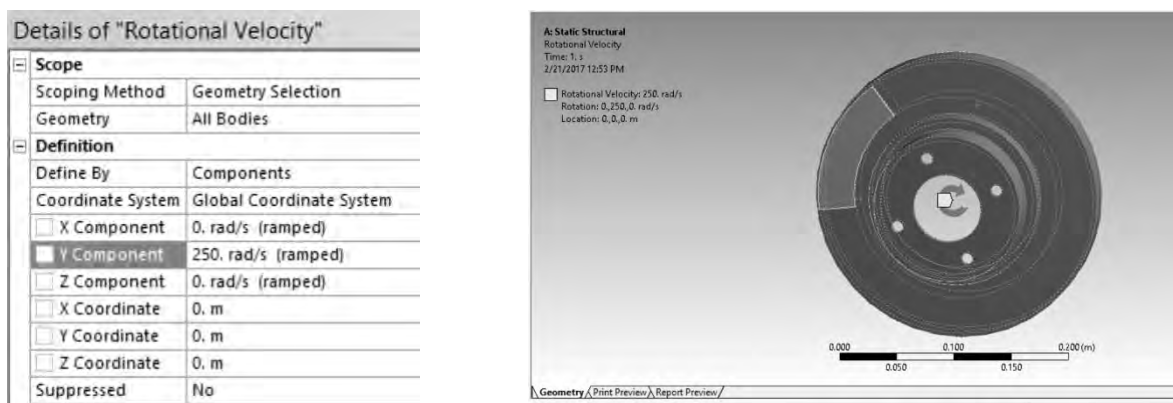 Details of "Rotational Velocity"
Scope
Scoping Method Geometry Selection
Geometry All Bodies
Definition
Define By Components
Coordinate System Global Coordinate System
X Component 0. rad/s (ramped)
Y Component 250. rad/s (ramped)
Z Component 0. rad/s (ramped)
X Coordinate 0. m
Y Coordinate 0. m
Z Coordinate 0. m
Suppressed No
A: Static Structural
Rotational Velocity
Time: 1. s
2/21/2017 12:53 PM
Rotational Velocity: 250. rad/s
Rotation: 0.,250.,0. rad/s
Location: 0.,0.,0. m
0.000 0.100 0.200 (m)
0.050 0.150
Geometry Print Preview Report Preview